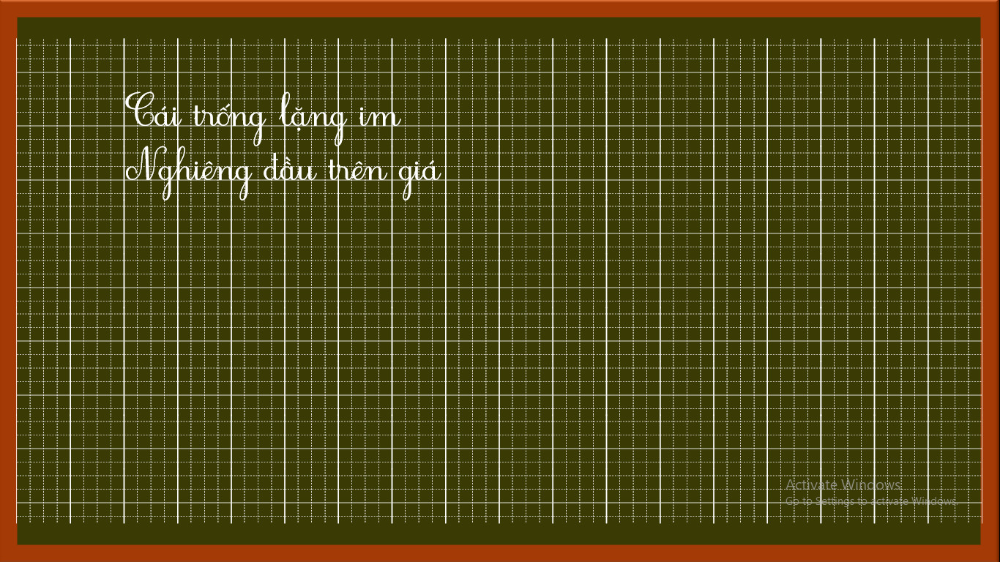 Cái trống lặng im
Nghiêng đầu trên giá
Activate Windows
Go to Settings to activate Windows.